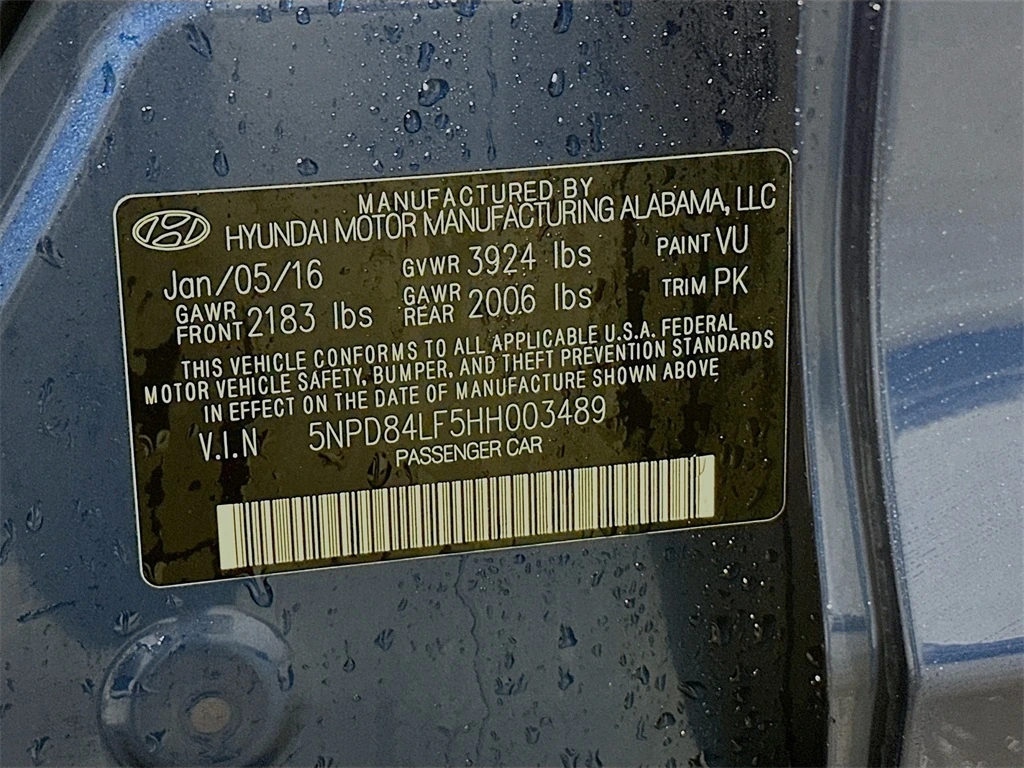 MANUFACTURED BY
HYUNDAI MOTOR MANUFACTURING ALABAMA, LLC
Jan/05/16 GVWR 3924 lbs PAINT VU
GAWR FRONT 2183 lbs GAWR REAR 2006 lbs TRIM PK
THIS VEHICLE CONFORMS TO ALL APPLICABLE U.S.A. FEDERAL
MOTOR VEHICLE SAFETY, BUMPER, AND THEFT PREVENTION STANDARDS
IN EFFECT ON THE DATE OF MANUFACTURE SHOWN ABOVE
V.I.N 5NPD84LF5HH003489
PASSENGER CAR